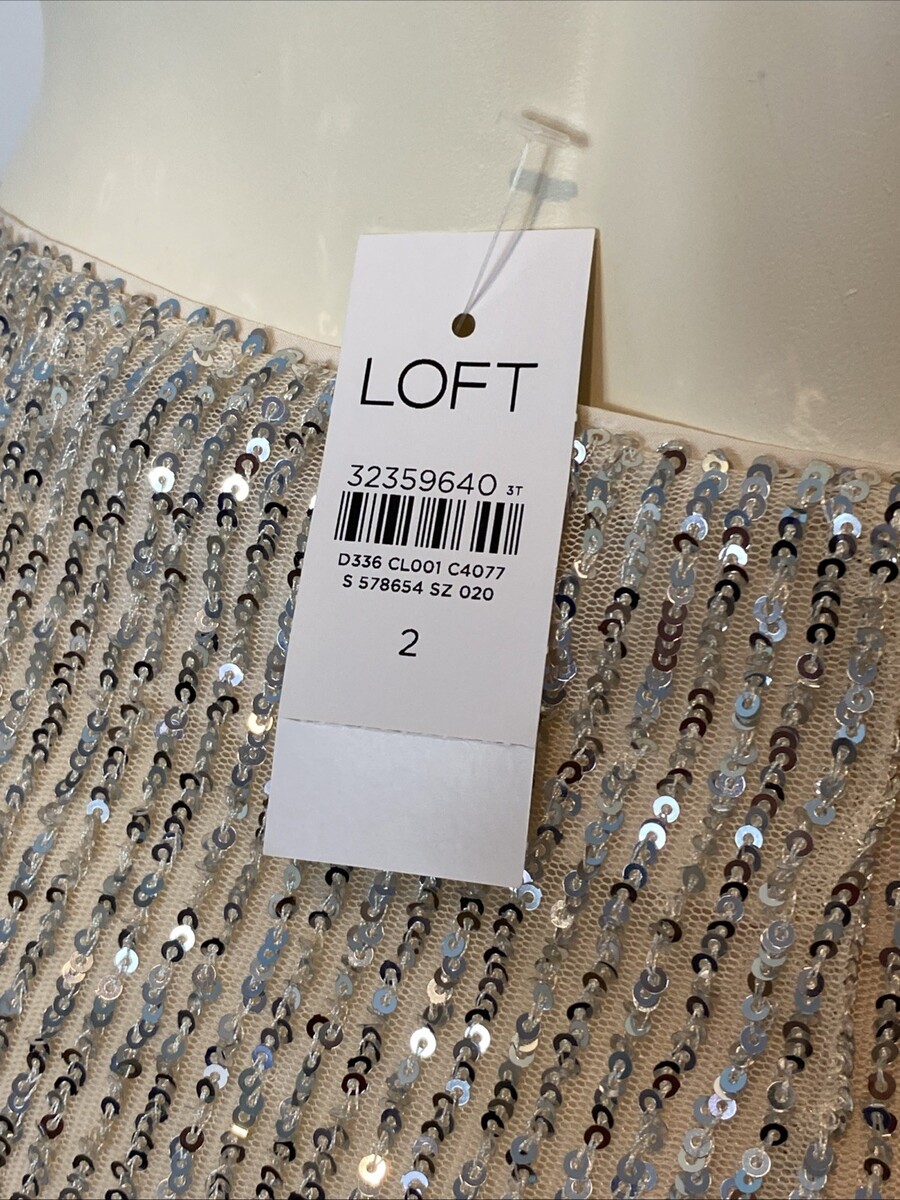 LOFT
32359640 3T
D336 CL001 C4077
S 578654 SZ 020
2